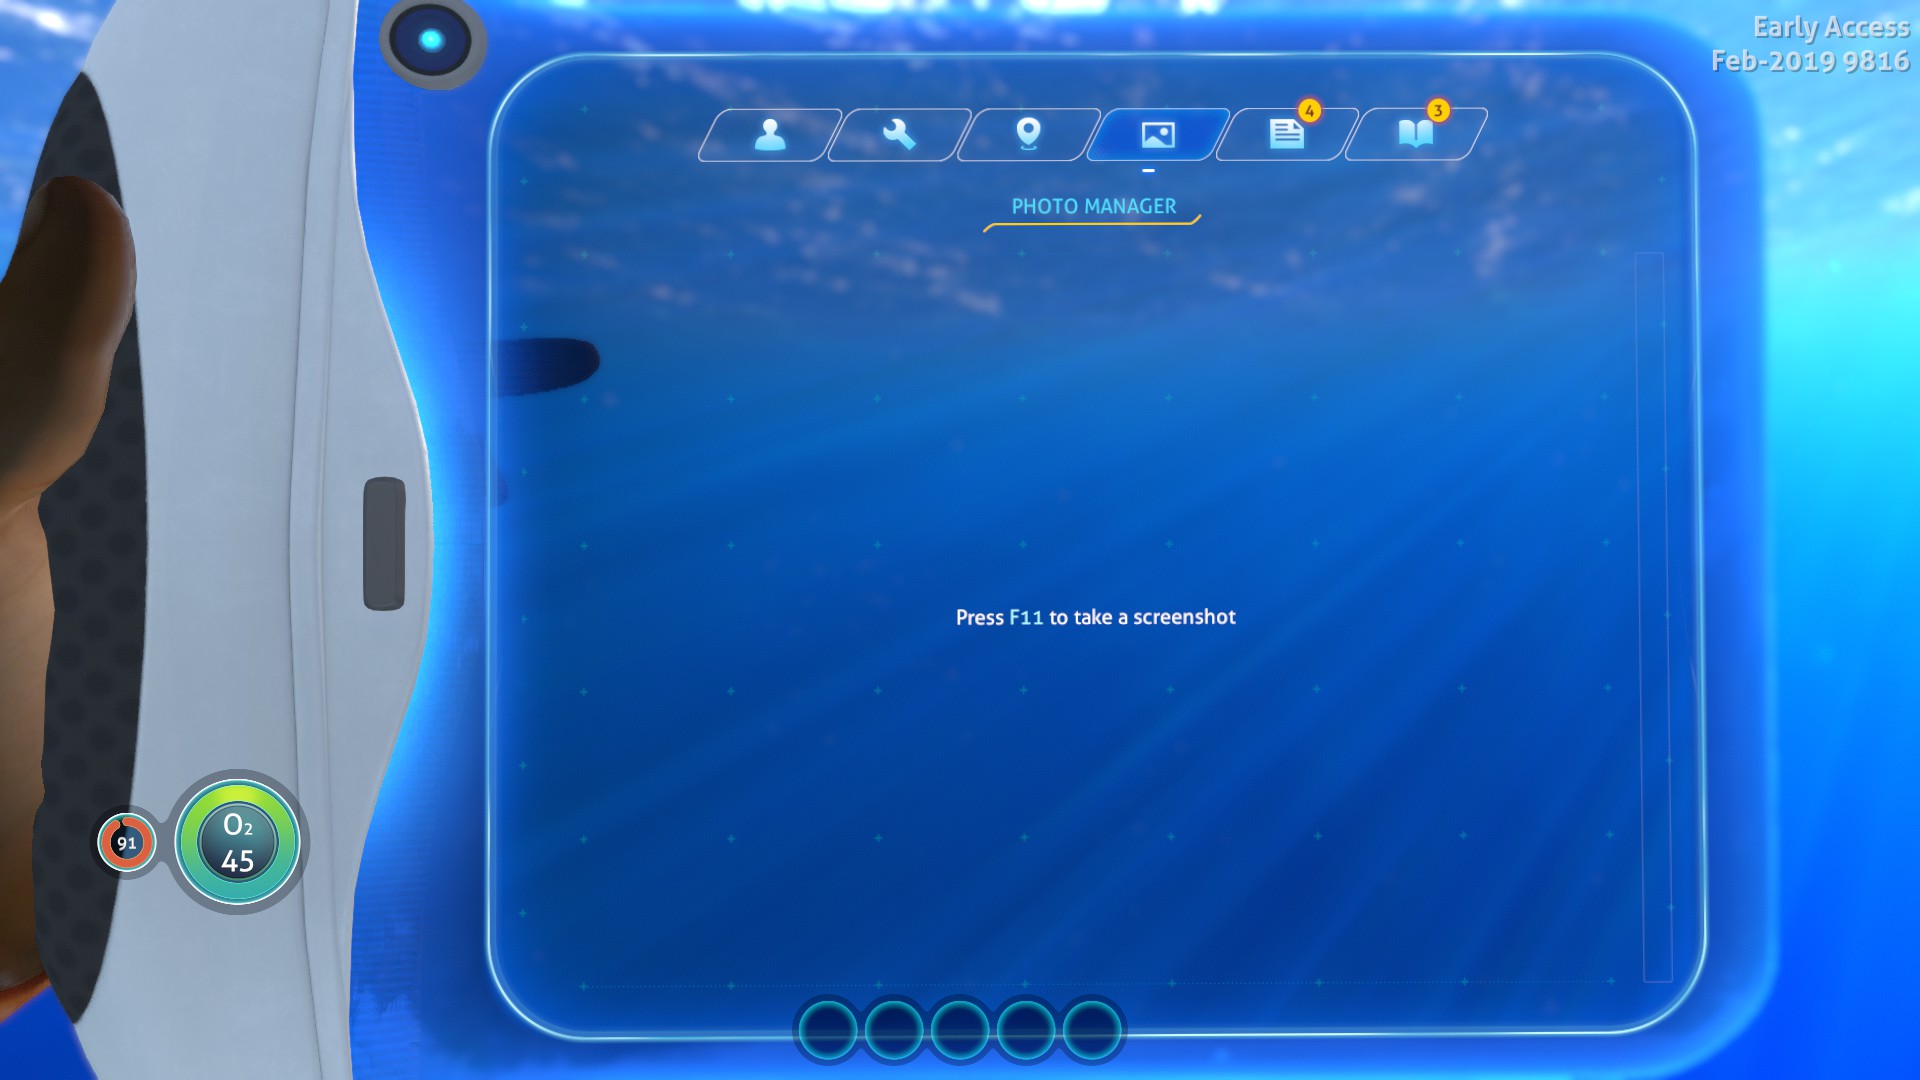 Early Access
Feb-2019 9816
4
3
PHOTO MANAGER
Press F11 to take a screenshot
91
O₂
45